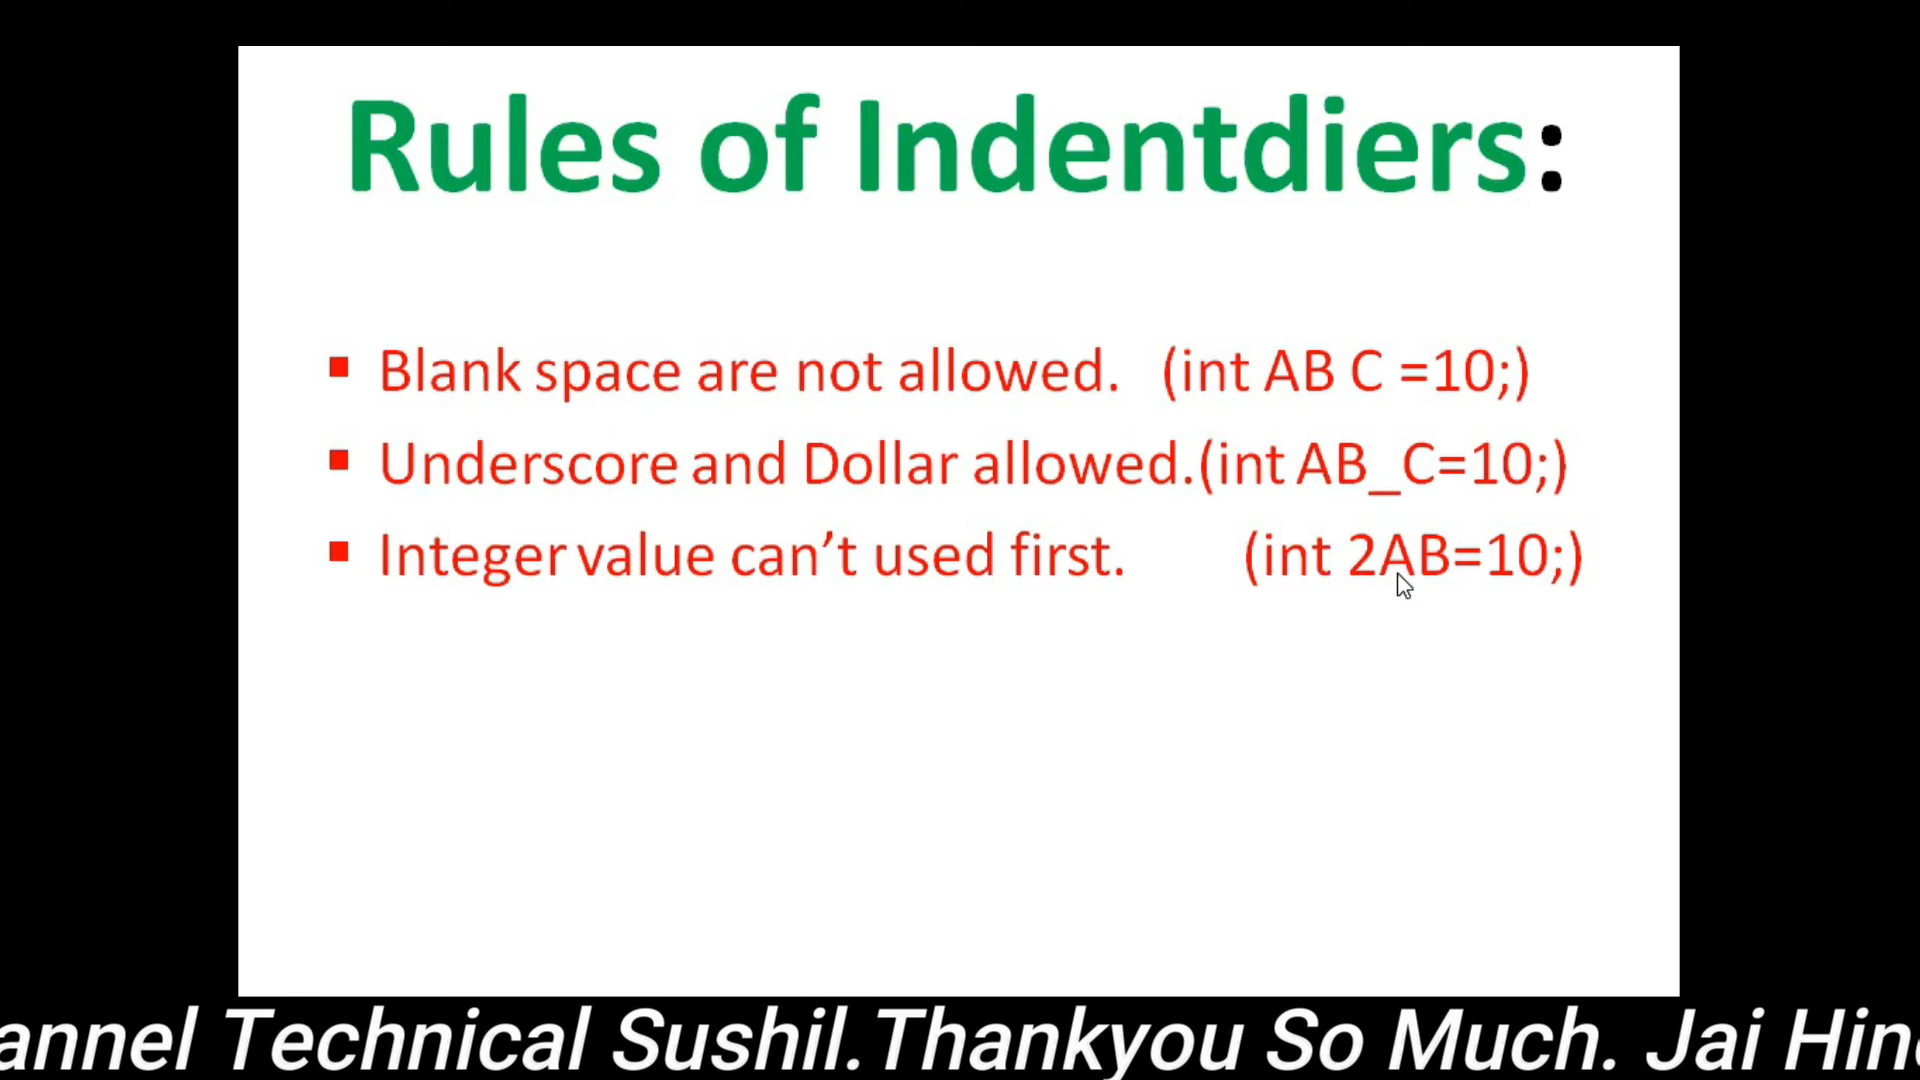 Rules of Indentdiers:
Blank space are not allowed. (int AB C =10;)
Underscore and Dollar allowed.(int AB_C=10;)
Integer value can’t used first. (int 2AB=10;)
annel Technical Sushil.Thankyou So Much. Jai Hin